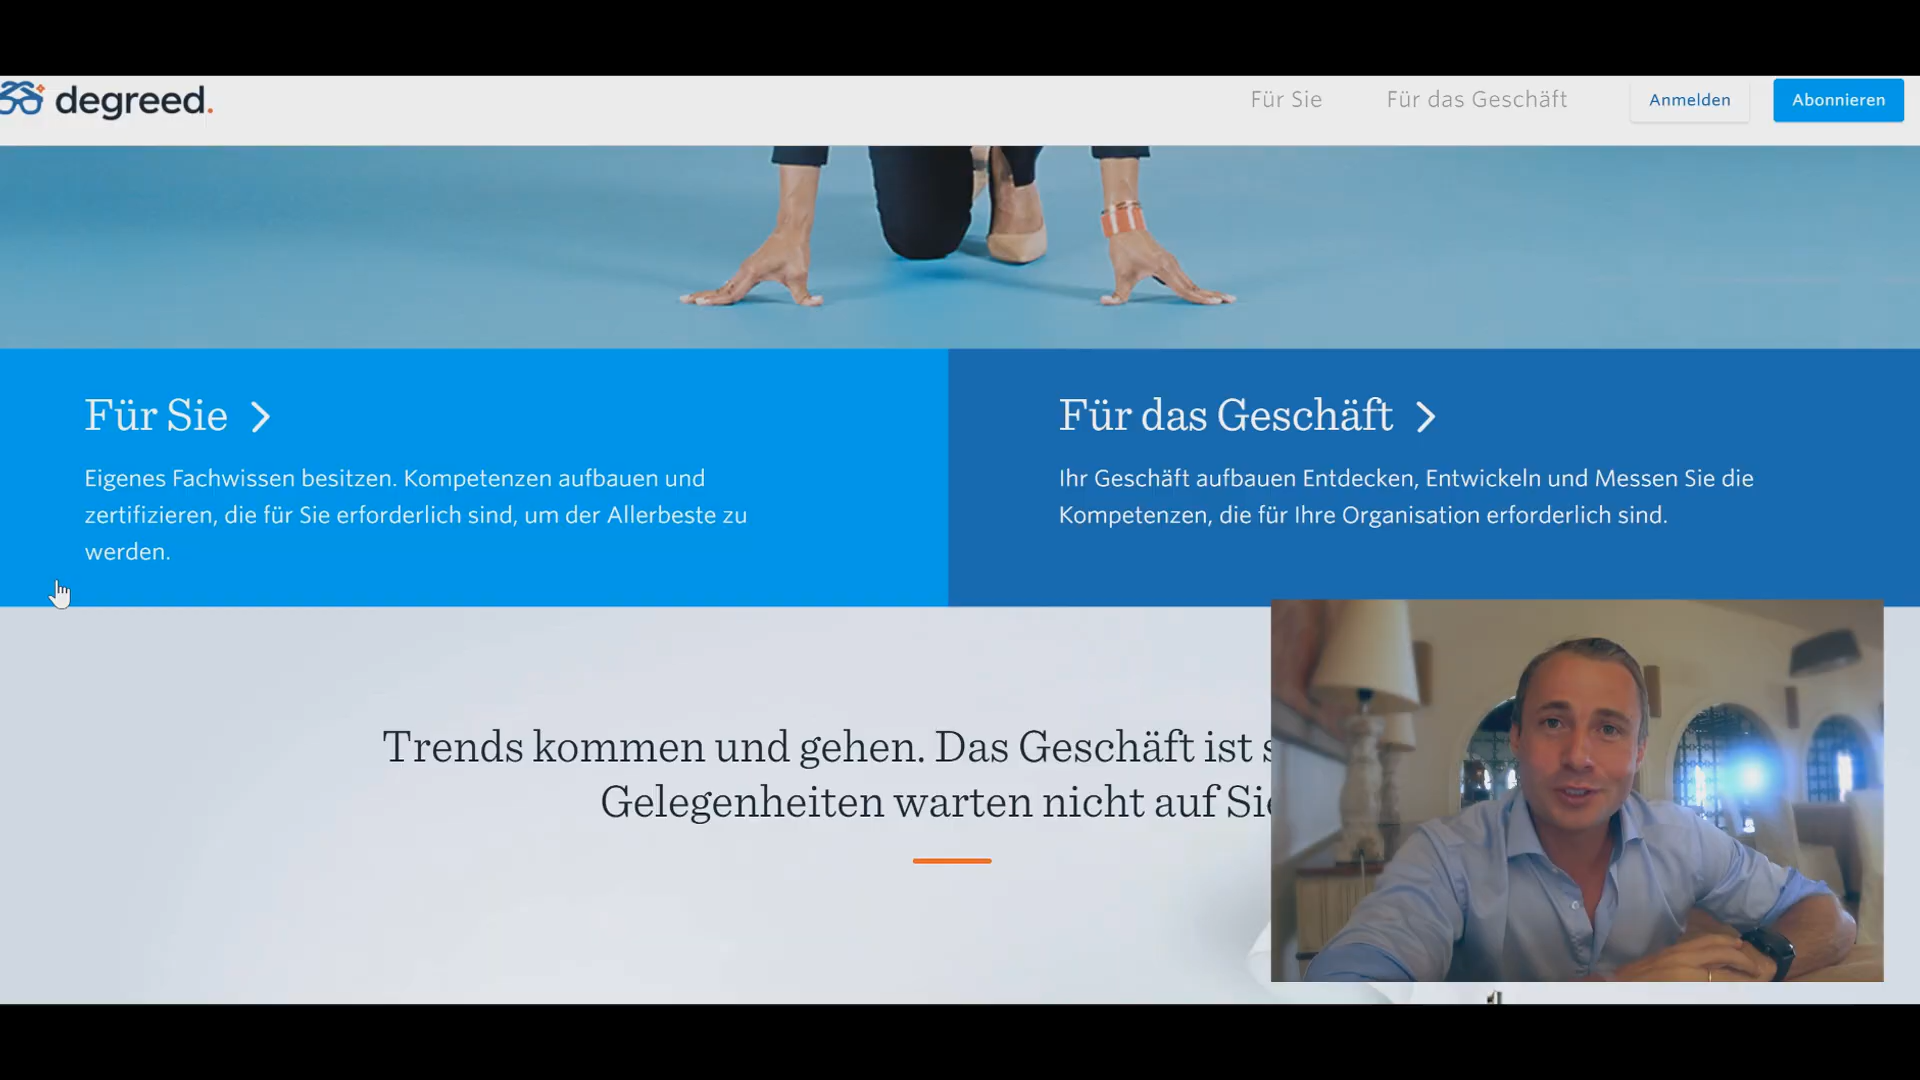 degreed.
Für Sie
Für das Geschäft
Anmelden
Abonnieren
Für Sie
Eigenes Fachwissen besitzen. Kompetenzen aufbauen und
zertifizieren, die für Sie erforderlich sind, um der Allerbeste zu
werden.
Für das Geschäft
Ihr Geschäft aufbauen Entdecken, Entwickeln und Messen Sie die
Kompetenzen, die für Ihre Organisation erforderlich sind.
Trends kommen und gehen. Das Geschäft ist
Gelegenheiten warten nicht auf Sie